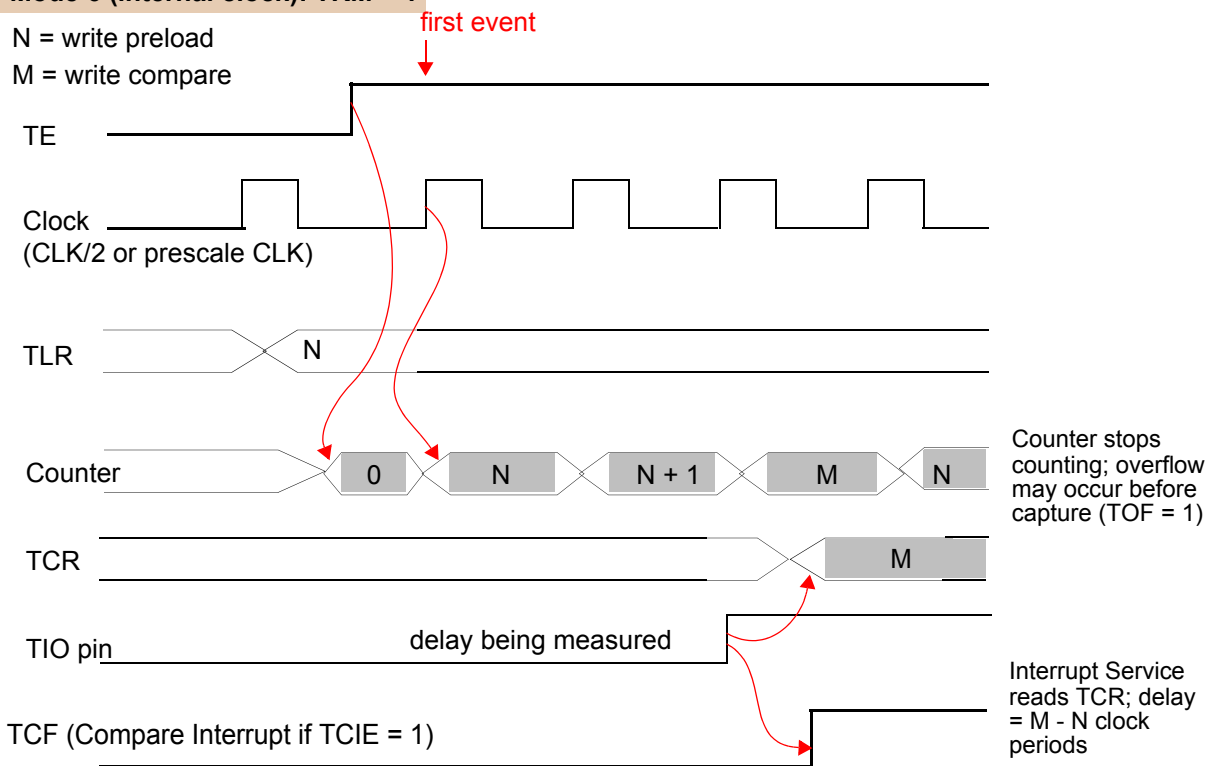 first event
N = write preload
M = write compare
TE
Clock
(CLK/2 or prescale CLK)
TLR
N
Counter
0
N
N + 1
M
N
Counter stops
counting; overflow
may occur before
capture (TOF = 1)
TCR
M
TIO pin
delay being measured
Interrupt Service
reads TCR; delay
= M - N clock
periods
TCF (Compare Interrupt if TCIE = 1)